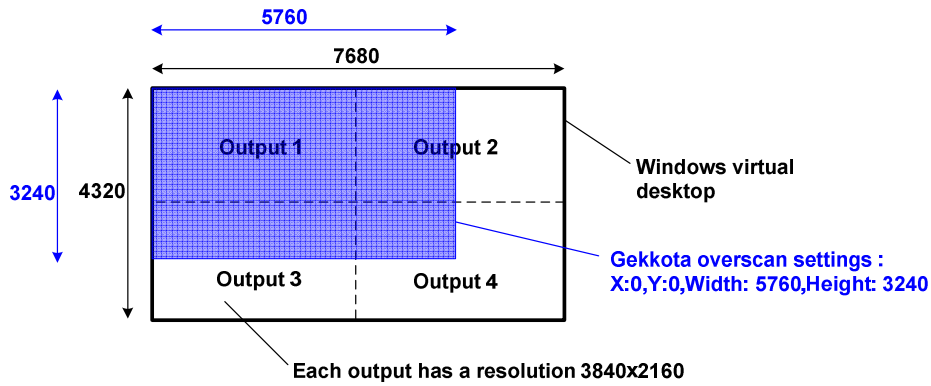 5760
7680
Output 1
Output 2
3240
4320
Windows virtual
desktop
Gekkota overscan settings :
X:0,Y:0,Width: 5760,Height: 3240
Output 3
Output 4
Each output has a resolution 3840x2160